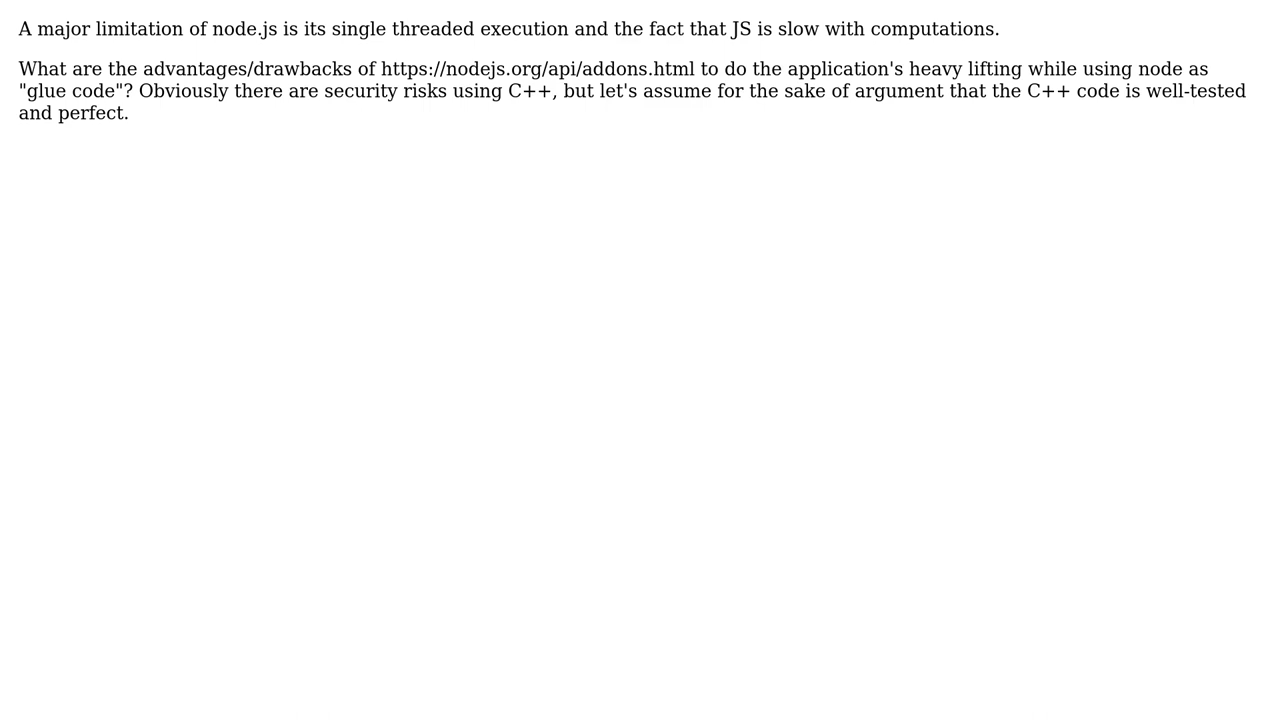 A major limitation of node.js is its single threaded execution and the fact that JS is slow with computations.
What are the advantages/drawbacks of https://nodejs.org/api/addons.html to do the application's heavy lifting while using node as
"glue code"? Obviously there are security risks using C++, but let's assume for the sake of argument that the C++ code is well-tested
and perfect.